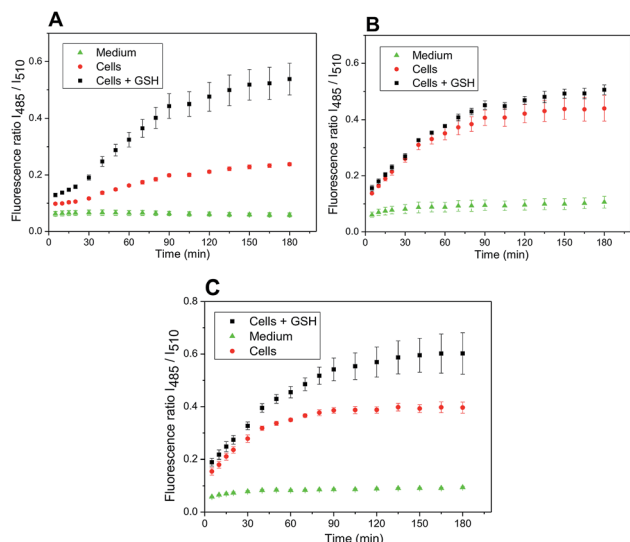 A
Medium
Cells
Cells + GSH
Fluorescence ratio I485 / I510
0.6
0.4
0.2
0.0
0 30 60 90 120 150 180
Time (min)
B
Medium
Cells
Cells + GSH
Fluorescence ratio I485 / I510
0.6
0.4
0.2
0.0
0 30 60 90 120 150 180
Time (min)
C
Cells + GSH
Medium
Cells
Fluorescence ratio I485 / I510
0.8
0.6
0.4
0.2
0.0
0 30 60 90 120 150 180
Time (min)